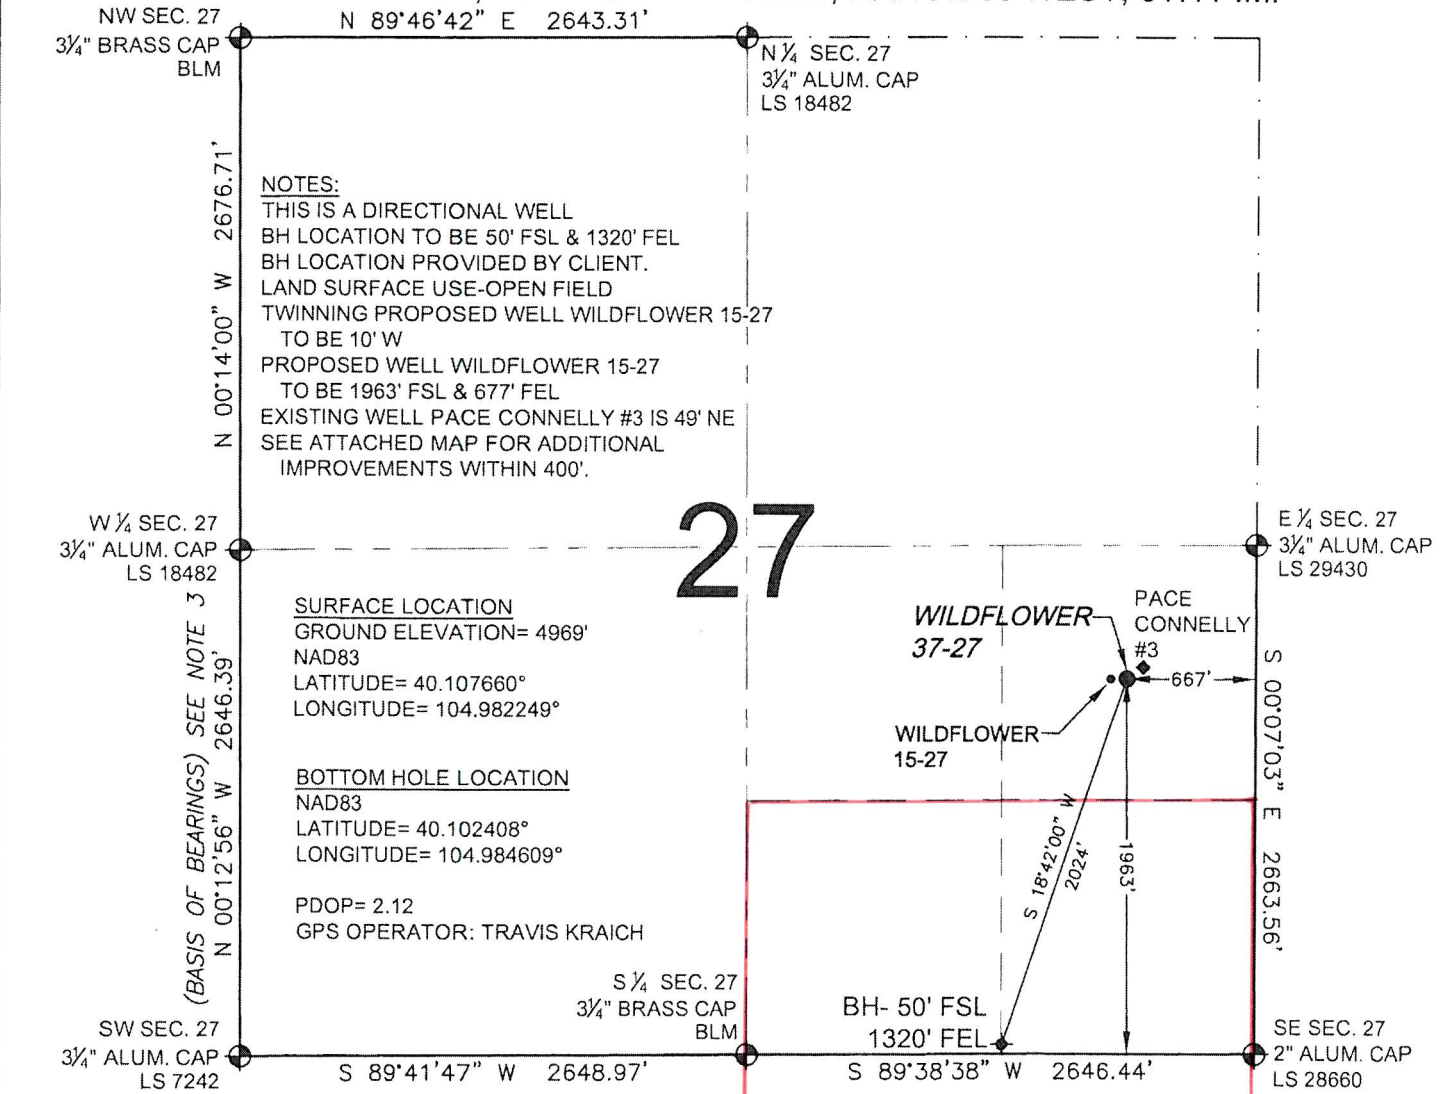 NW SEC. 27
3¼" BRASS CAP
BLM
N 89°46'42" E 2643.31'
N ¼ SEC. 27
3¼" ALUM. CAP
LS 18482
N 00°14'00" W 2676.71'
NOTES:
THIS IS A DIRECTIONAL WELL
BH LOCATION TO BE 50' FSL & 1320' FEL
BH LOCATION PROVIDED BY CLIENT.
LAND SURFACE USE-OPEN FIELD
TWINNING PROPOSED WELL WILDFLOWER 15-27
TO BE 10' W
PROPOSED WELL WILDFLOWER 15-27
TO BE 1963' FSL & 677' FEL
EXISTING WELL PACE CONNELLY #3 IS 49' NE
SEE ATTACHED MAP FOR ADDITIONAL
IMPROVEMENTS WITHIN 400'.
27
W ¼ SEC. 27
3¼" ALUM. CAP
LS 18482
E ¼ SEC. 27
3¼" ALUM. CAP
LS 29430
(BASIS OF BEARINGS) SEE NOTE 3
N 00°12'56" W 2646.39'
SURFACE LOCATION
GROUND ELEVATION= 4969'
NAD83
LATITUDE= 40.107660°
LONGITUDE= 104.982249°
BOTTOM HOLE LOCATION
NAD83
LATITUDE= 40.102408°
LONGITUDE= 104.984609°
PDOP= 2.12
GPS OPERATOR: TRAVIS KRAICH
WILDFLOWER
37-27
PACE
CONNELLY
#3
667'
WILDFLOWER
15-27
S 00°07'03" E 2663.56'
S 18°42'00" W
2024'
1963'
S ¼ SEC. 27
3¼" BRASS CAP
BLM
BH- 50' FSL
1320' FEL
SW SEC. 27
3¼" ALUM. CAP
LS 7242
S 89°41'47" W 2648.97'
S 89°38'38" W 2646.44'
SE SEC. 27
2" ALUM. CAP
LS 28660